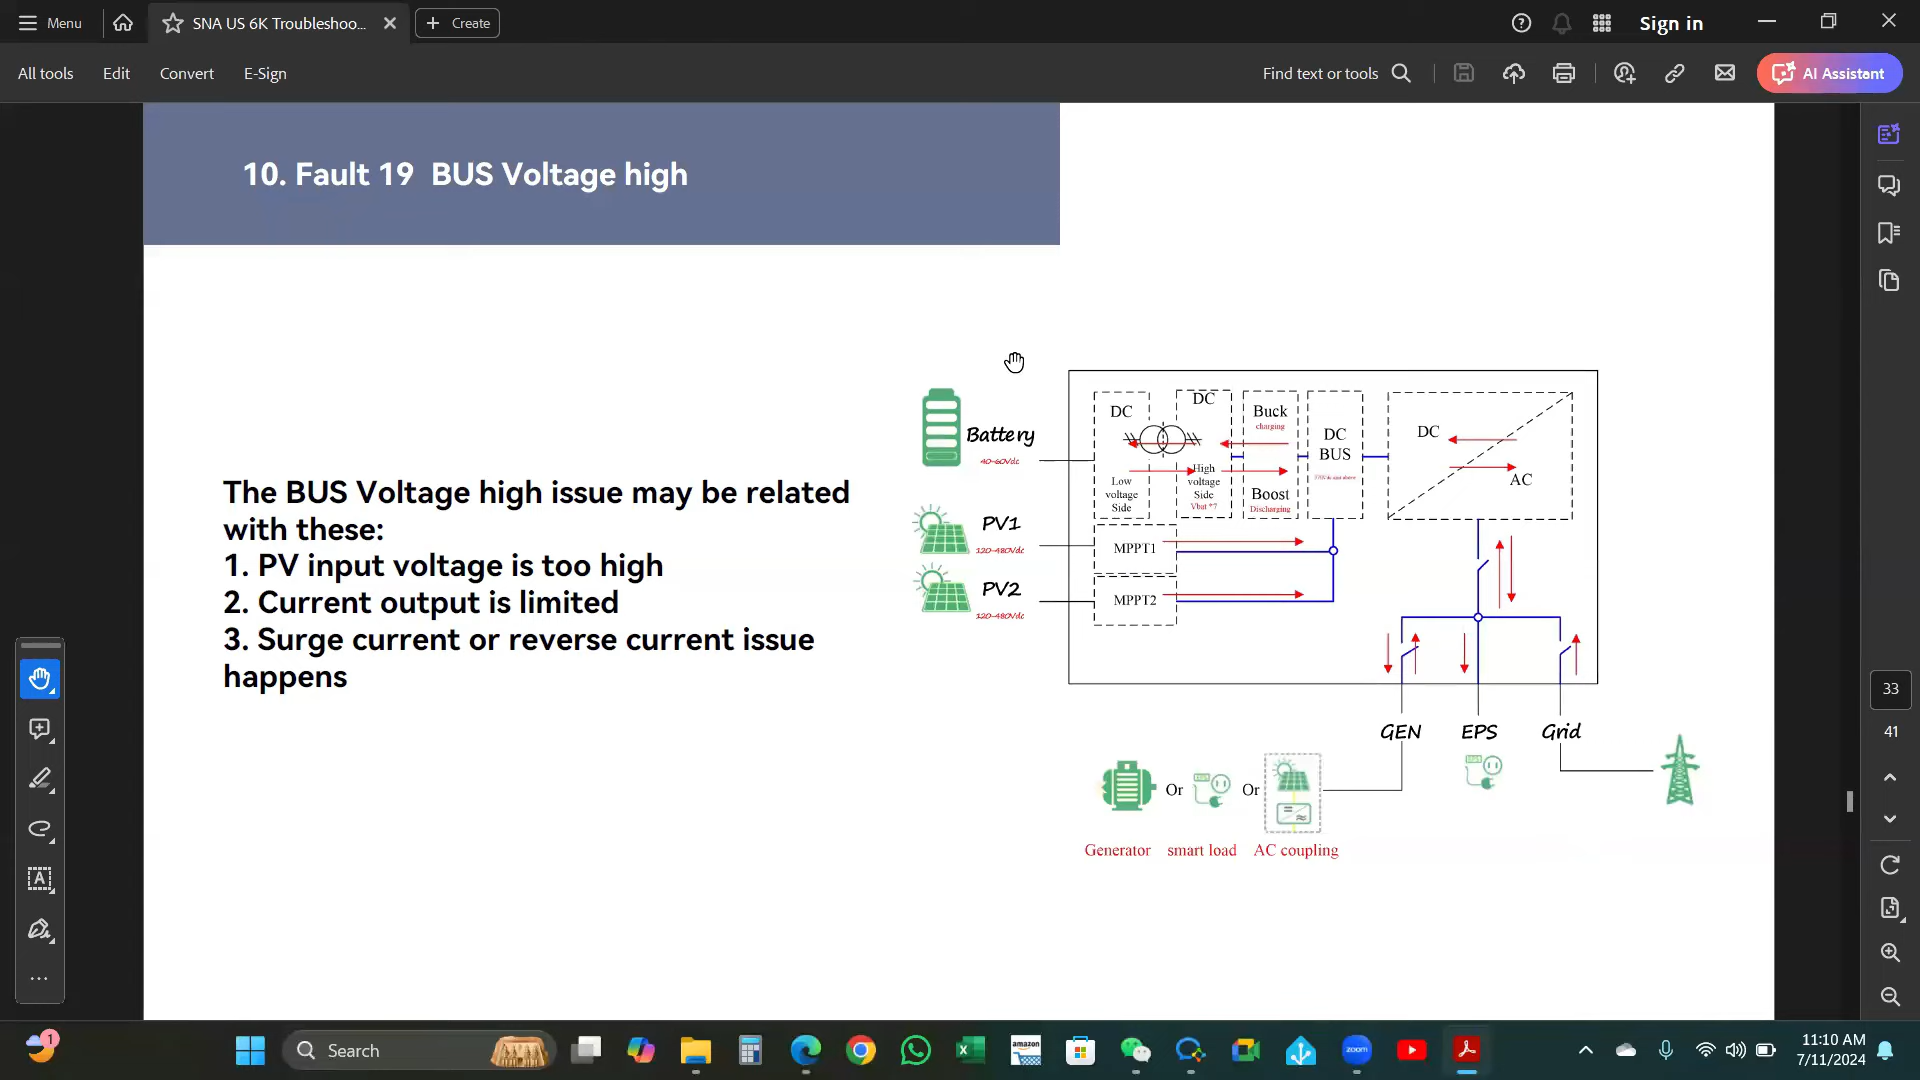 Menu
SNA US 6K Troubleshoo...
Create
Sign in
All tools
Edit
Convert
E-Sign
Find text or tools
AI Assistant
10. Fault 19 BUS Voltage high
The BUS Voltage high issue may be related
with these:
1. PV input voltage is too high
2. Current output is limited
3. Surge current or reverse current issue
happens
Battery
40-60Vdc
PV1
120-480Vdc
PV2
120-480Vdc
DC
Low
voltage
Side
DC
High
voltage
Side
Vbat *7
Buck
charging
Boost
Discharging
DC
BUS
DC
AC
MPPT1
MPPT2
GEN
EPS
Grid
Or
Or
Generator
smart load
AC coupling
33
41
1
Search
amazon
zoom
11:10 AM
7/11/2024